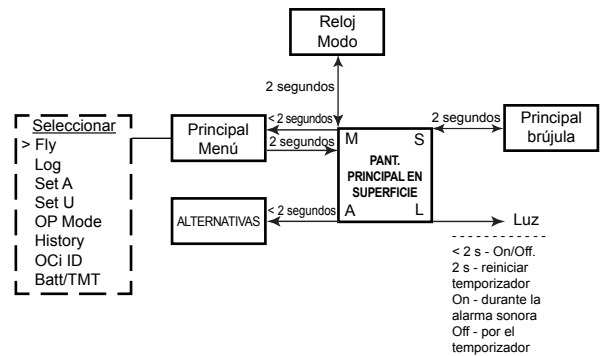 Reloj
Modo
2 segundos
< 2 segundos
2 segundos
2 segundos
Principal
Menú
Principal
brújula
Seleccionar
> Fly
Log
Set A
Set U
OP Mode
History
OCi ID
Batt/TMT
M S
PANT.
PRINCIPAL EN
SUPERFICIE
A L
ALTERNATIVAS
< 2 segundos
Luz
< 2 s - On/Off.
2 s - reiniciar
temporizador
On - durante la
alarma sonora
Off - por el
temporizador